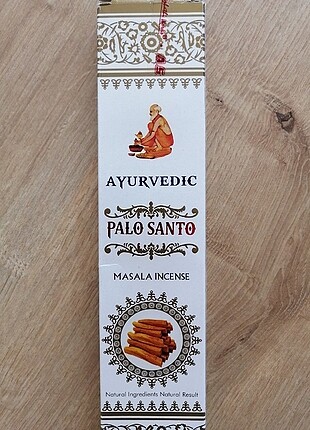 AYURVEDIC
PALO SANTO
MASALA INCENSE
Natural Ingredients Natural Result